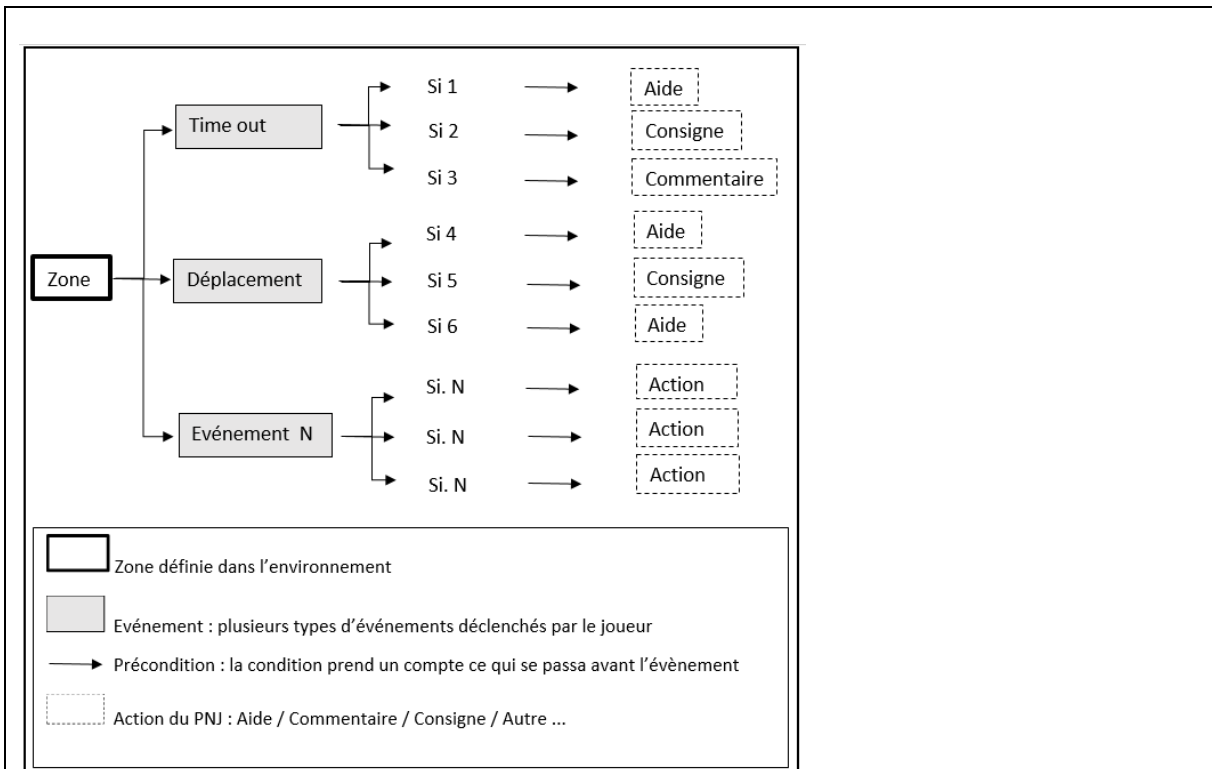 Si 1
Aide
Time out
Si 2
Consigne
Si 3
Commentaire
Si 4
Aide
Zone
Déplacement
Si 5
Consigne
Si 6
Aide
Si. N
Action
Evénement N
Si. N
Action
Si. N
Action
Zone définie dans l’environnement
Evénement : plusieurs types d’événements déclenchés par le joueur
Précondition : la condition prend un compte ce qui se passa avant l’évènement
Action du PNJ : Aide / Commentaire / Consigne / Autre ...